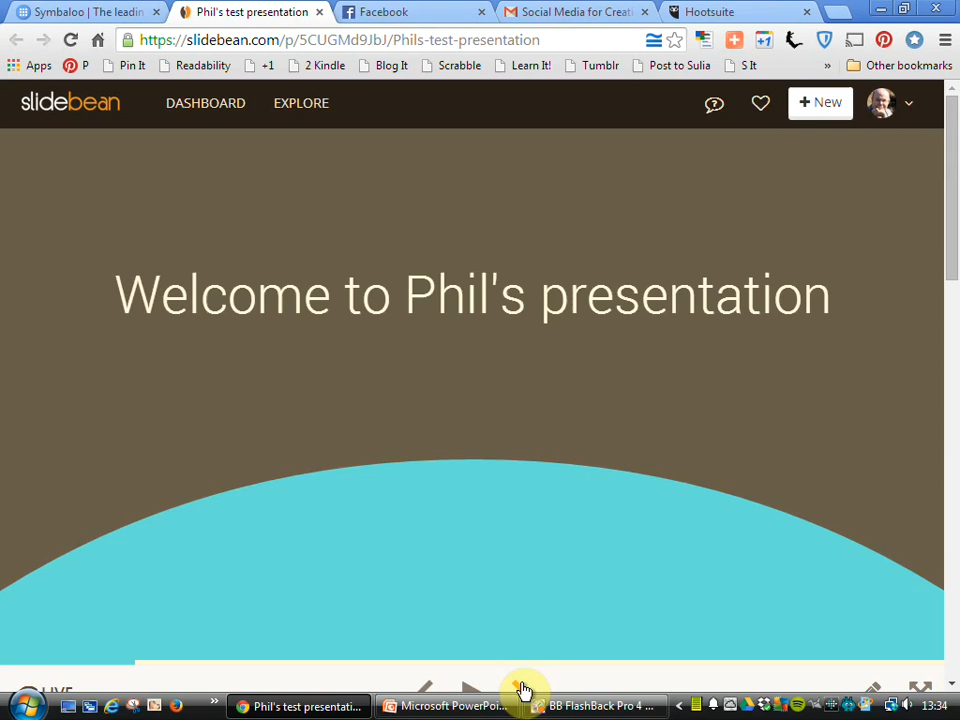 Symbaloo | The leadin
Phil's test presentation
Facebook
Social Media for Creati
Hootsuite
https://slidebean.com/p/5CUGMd9JbJ/Phils-test-presentation
Apps
P
Pin It
Readability
+1
2 Kindle
Blog It
Scrabble
Learn It!
Tumblr
Post to Sulia
S It
»
Other bookmarks
slidebean
DASHBOARD
EXPLORE
+ New
Welcome to Phil's presentation
LIVE
Phil's test presentati...
Microsoft PowerPoi...
BB FlashBack Pro 4 ...
13:34